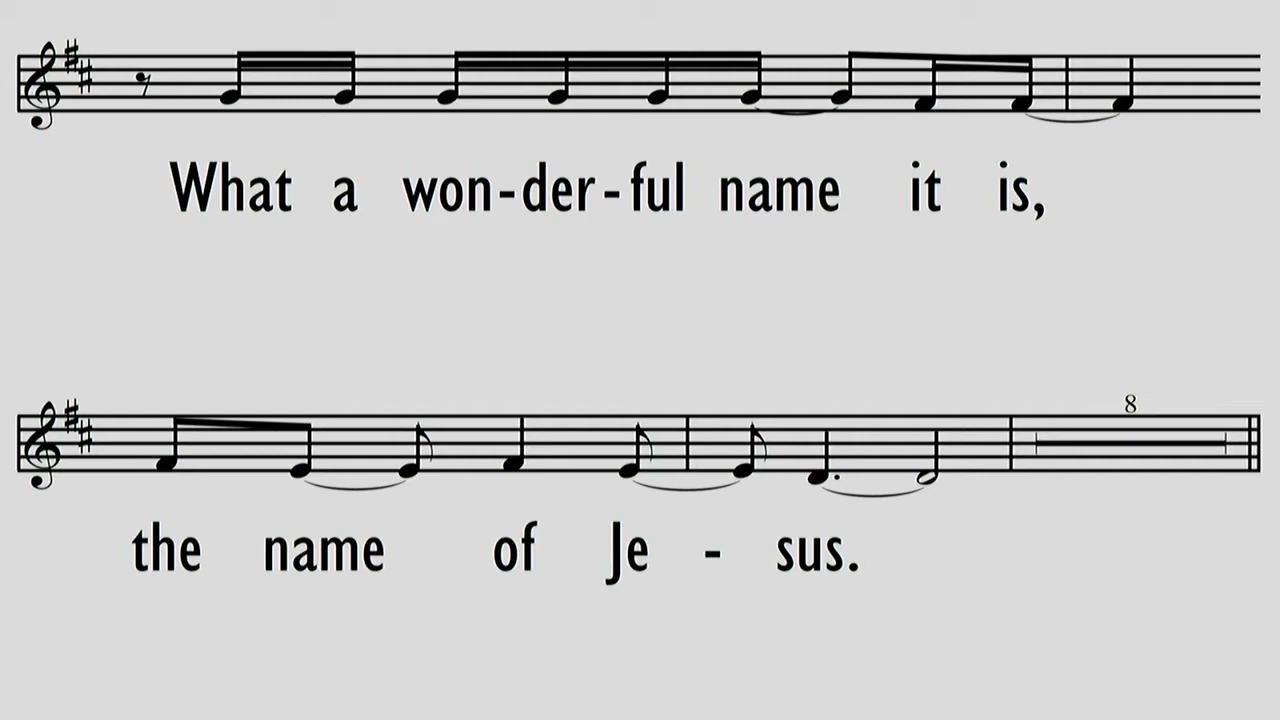 What a won-der-ful name it is,
8
the name of Je - sus.